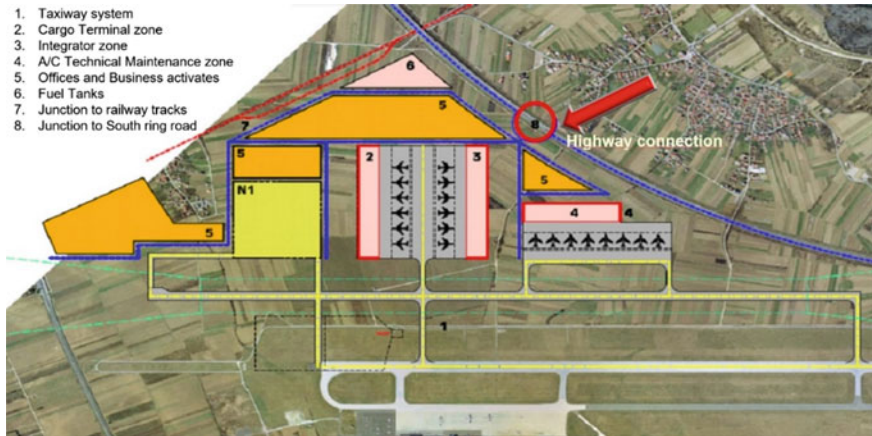 1. Taxiway system
2. Cargo Terminal zone
3. Integrator zone
4. A/C Technical Maintenance zone
5. Offices and Business activates
6. Fuel Tanks
7. Junction to railway tracks
8. Junction to South ring road
6
5
7
8
Highway connection
5
2
3
N1
5
4
4
5
1